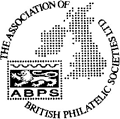 THE ASSOCIATION OF
BRITISH PHILATELIC SOCIETIES LTD
ABPS